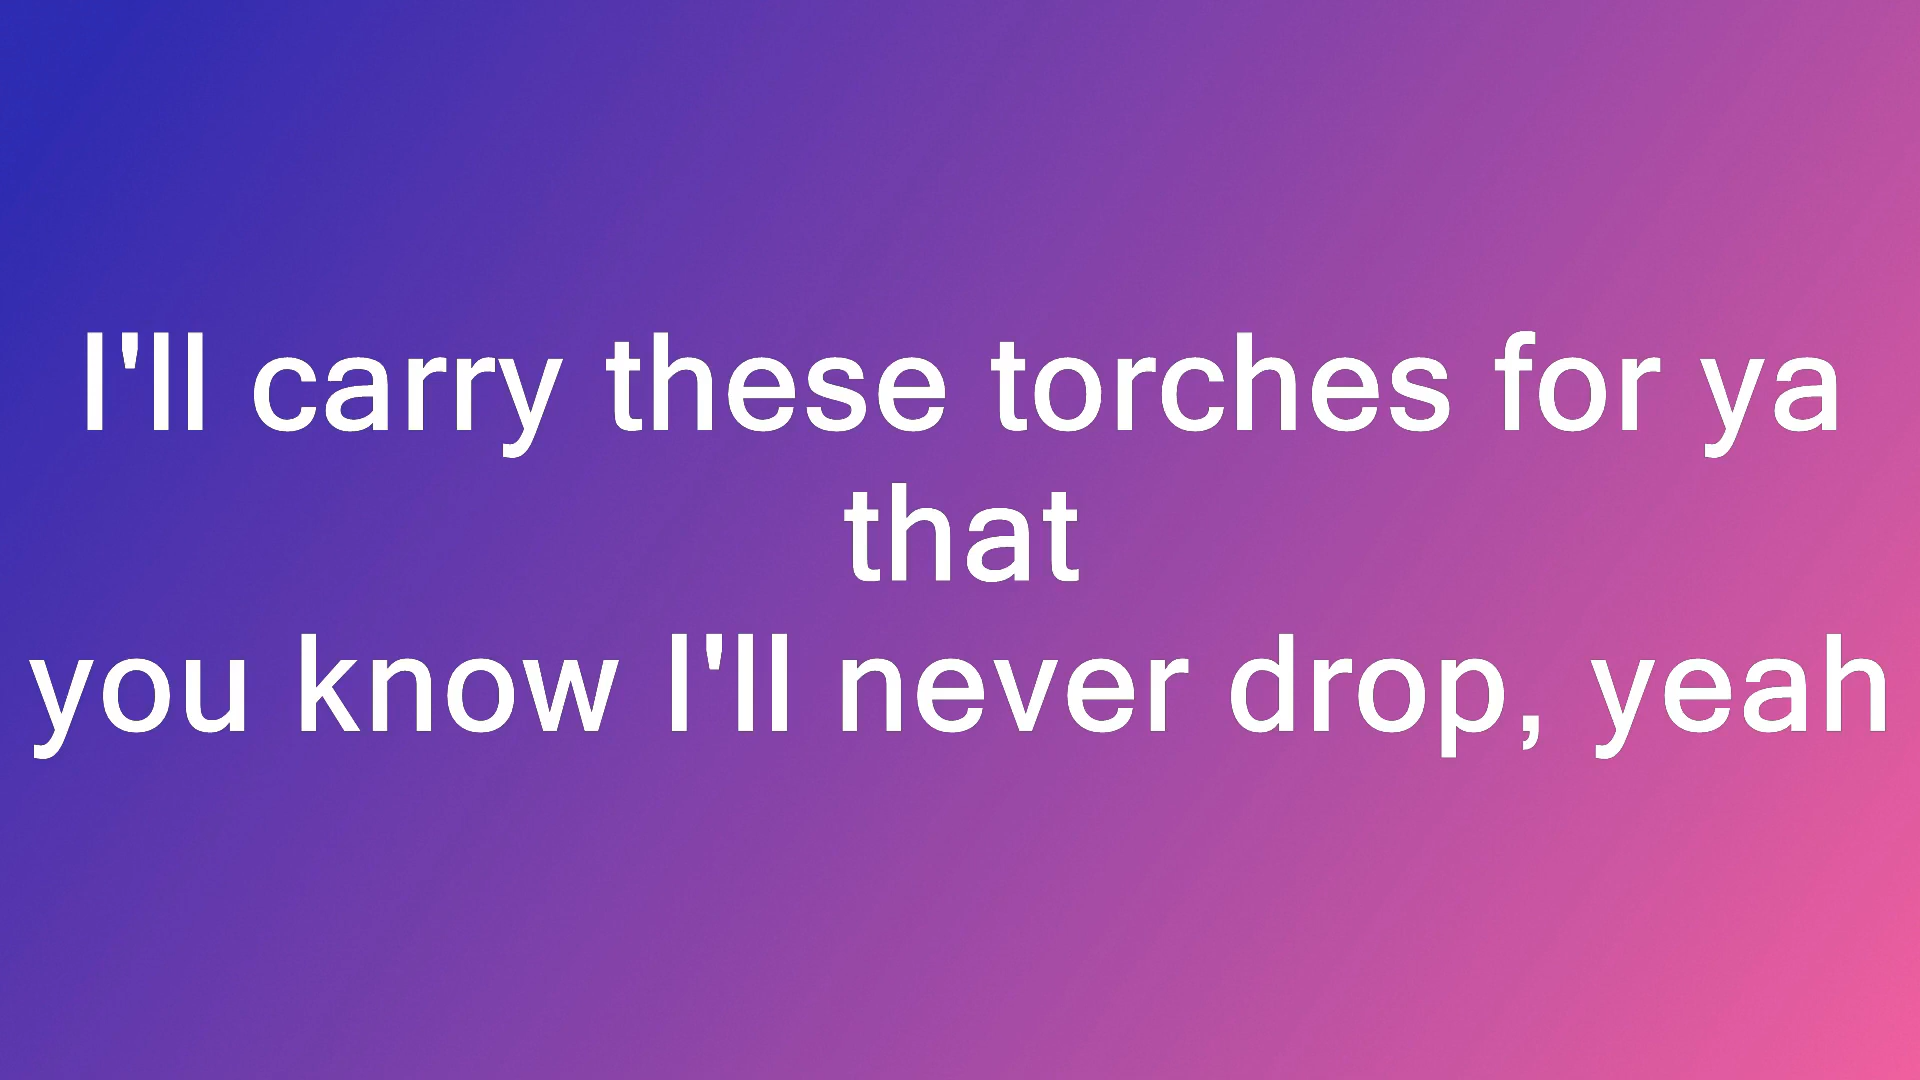 I'll carry these torches for ya
that
you know I'll never drop, yeah